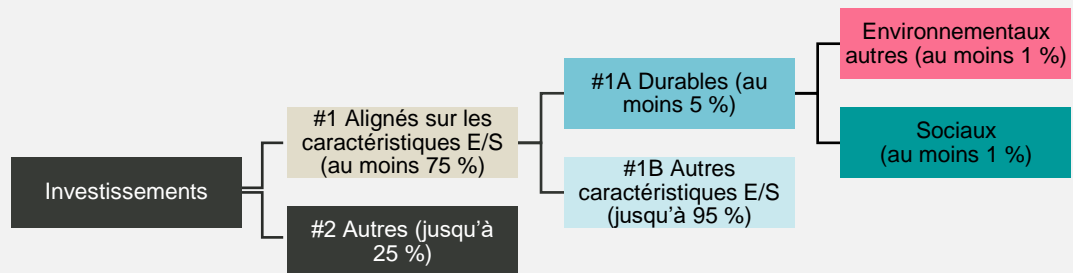 Investissements
#1 Alignés sur les
caractéristiques E/S
(au moins 75 %)
#2 Autres (jusqu’à
25 %)
#1A Durables (au
moins 5 %)
#1B Autres
caractéristiques E/S
(jusqu’à 95 %)
Environnementaux
autres (au moins 1 %)
Sociaux
(au moins 1 %)